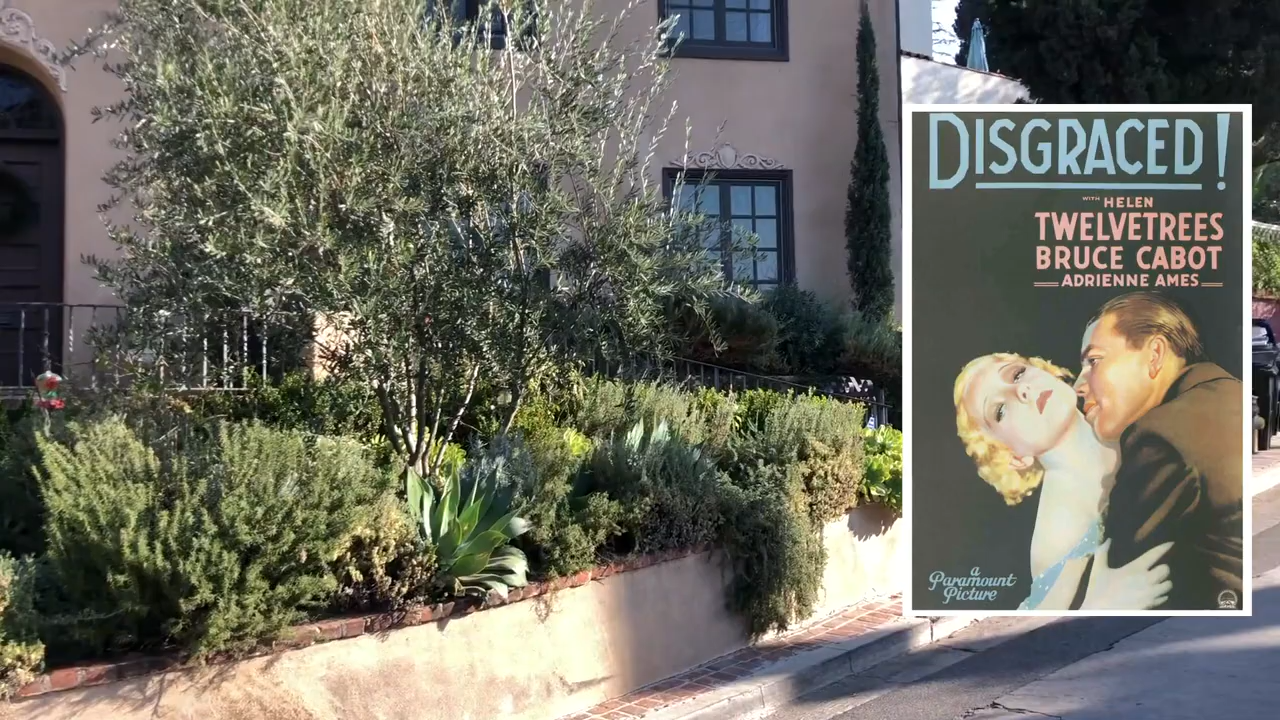 DISGRACED!
WITH HELEN
TWELVETREES
BRUCE CABOT
ADRIENNE AMES
a
Paramount
Picture